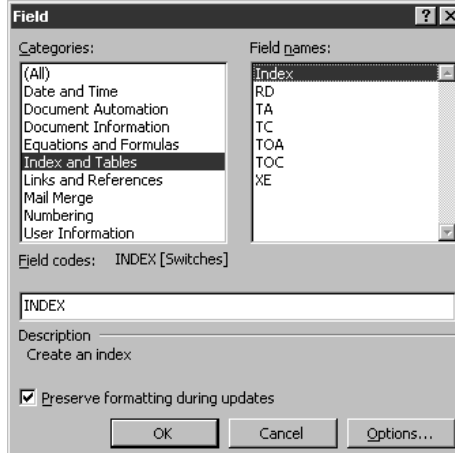 Field
Categories:
Field names:
(All)
Date and Time
Document Automation
Document Information
Equations and Formulas
Index and Tables
Links and References
Mail Merge
Numbering
User Information
Index
RD
TA
TC
TOA
TOC
XE
Field codes: INDEX [Switches]
INDEX
Description
Create an index
Preserve formatting during updates
OK Cancel Options...